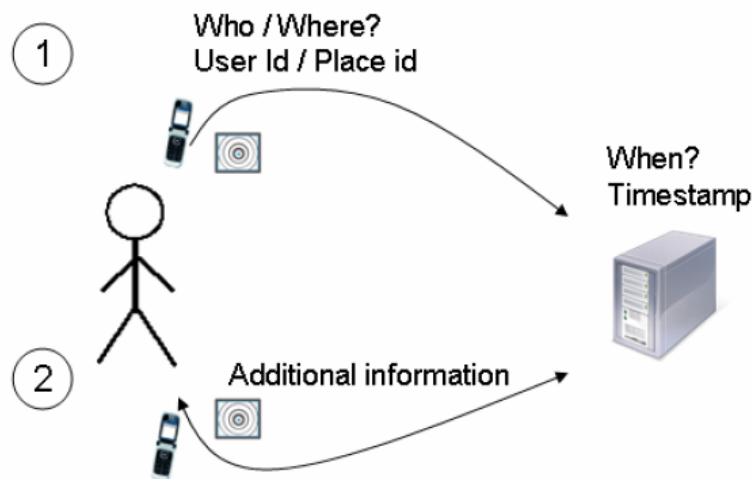 1
Who / Where?
User Id / Place id
When?
Timestamp
2
Additional information